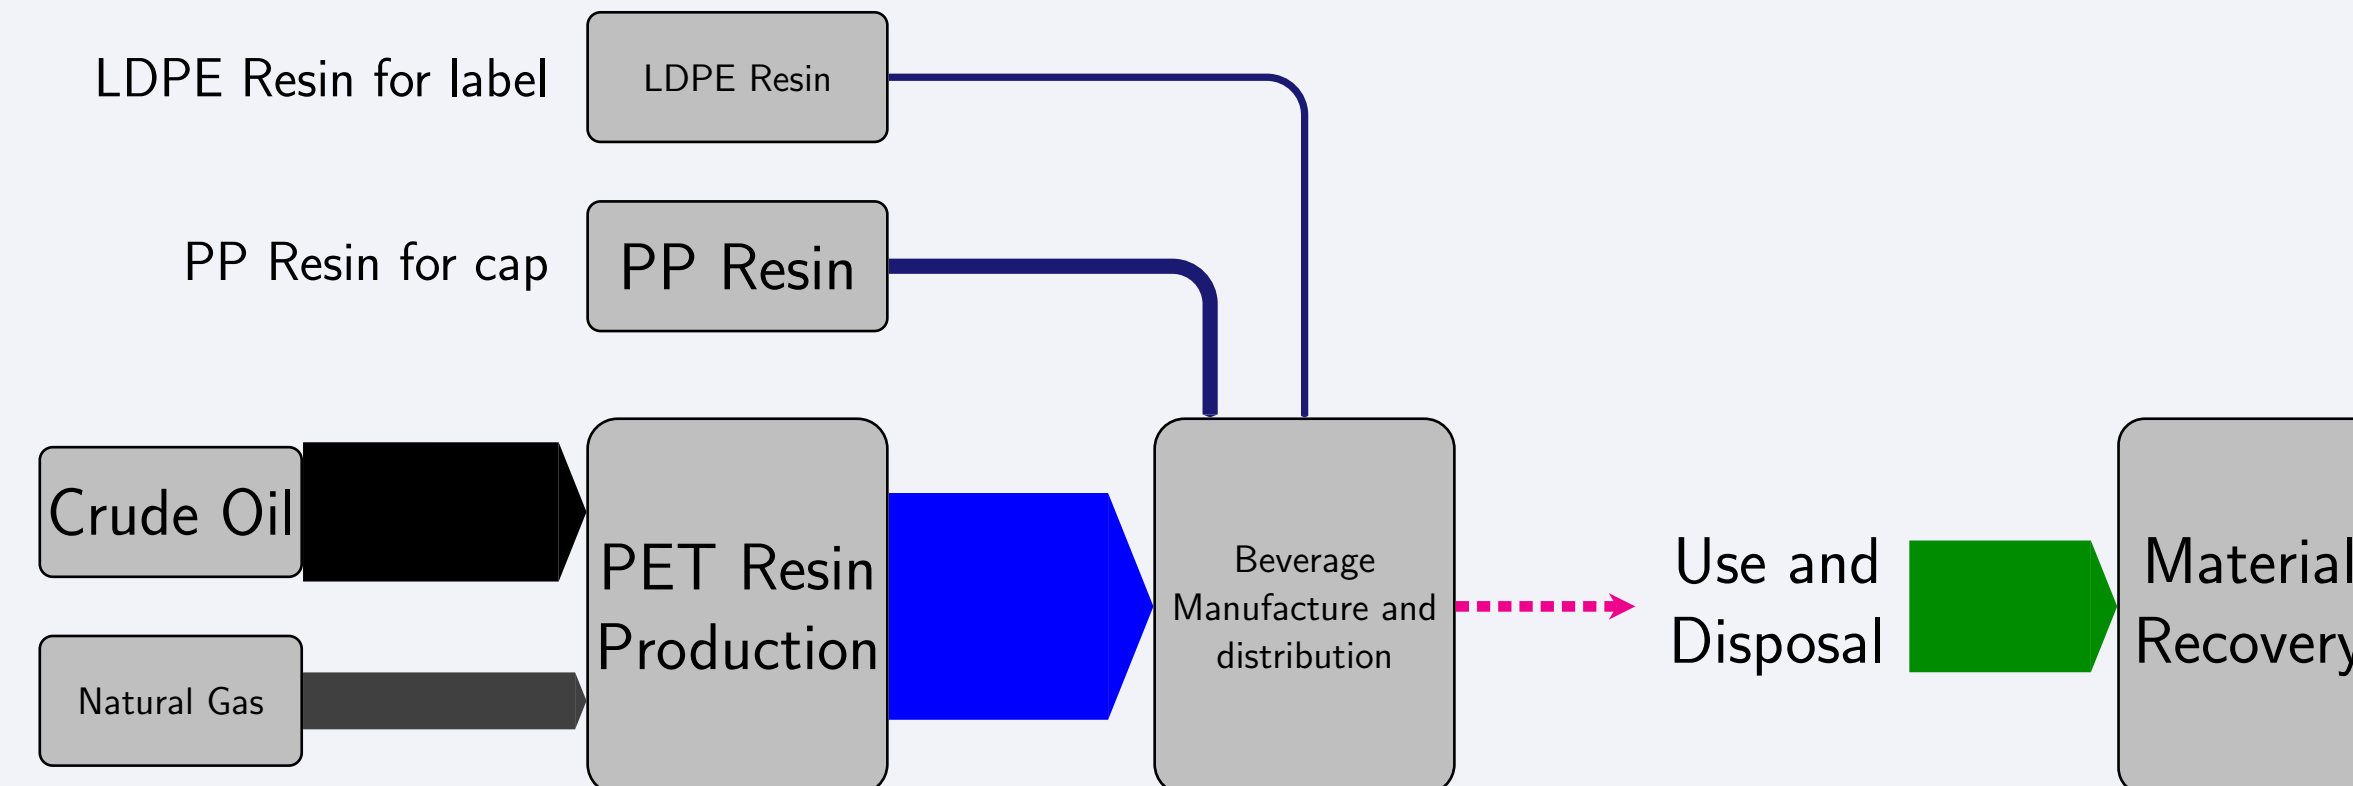 LDPE Resin for label
LDPE Resin
PP Resin for cap
PP Resin
Crude Oil
Natural Gas
PET Resin
Production
Beverage
Manufacture and
distribution
Use and
Disposal
Material
Recovery